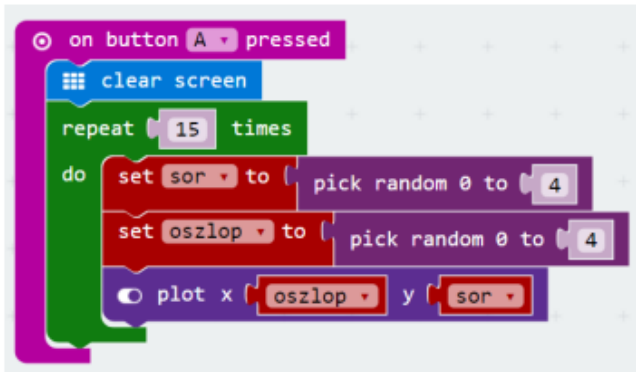 on button A pressed
clear screen
repeat 15 times
do set sor to pick random 0 to 4
set oszlop to pick random 0 to 4
plot x oszlop y sor